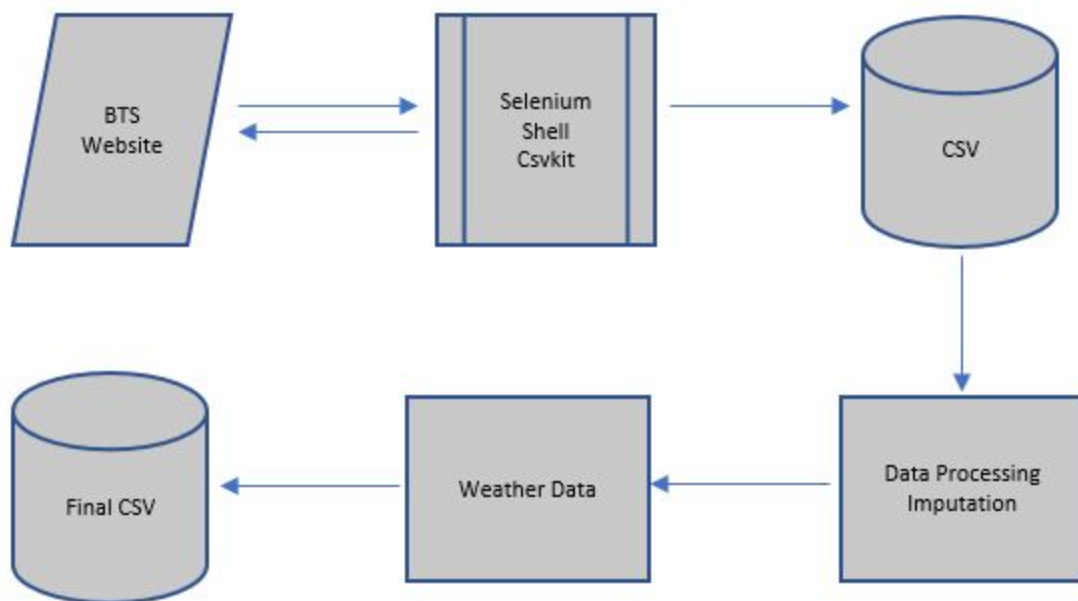 BTS
Website
Selenium
Shell
Csvkit
CSV
Data Processing
Imputation
Weather Data
Final CSV